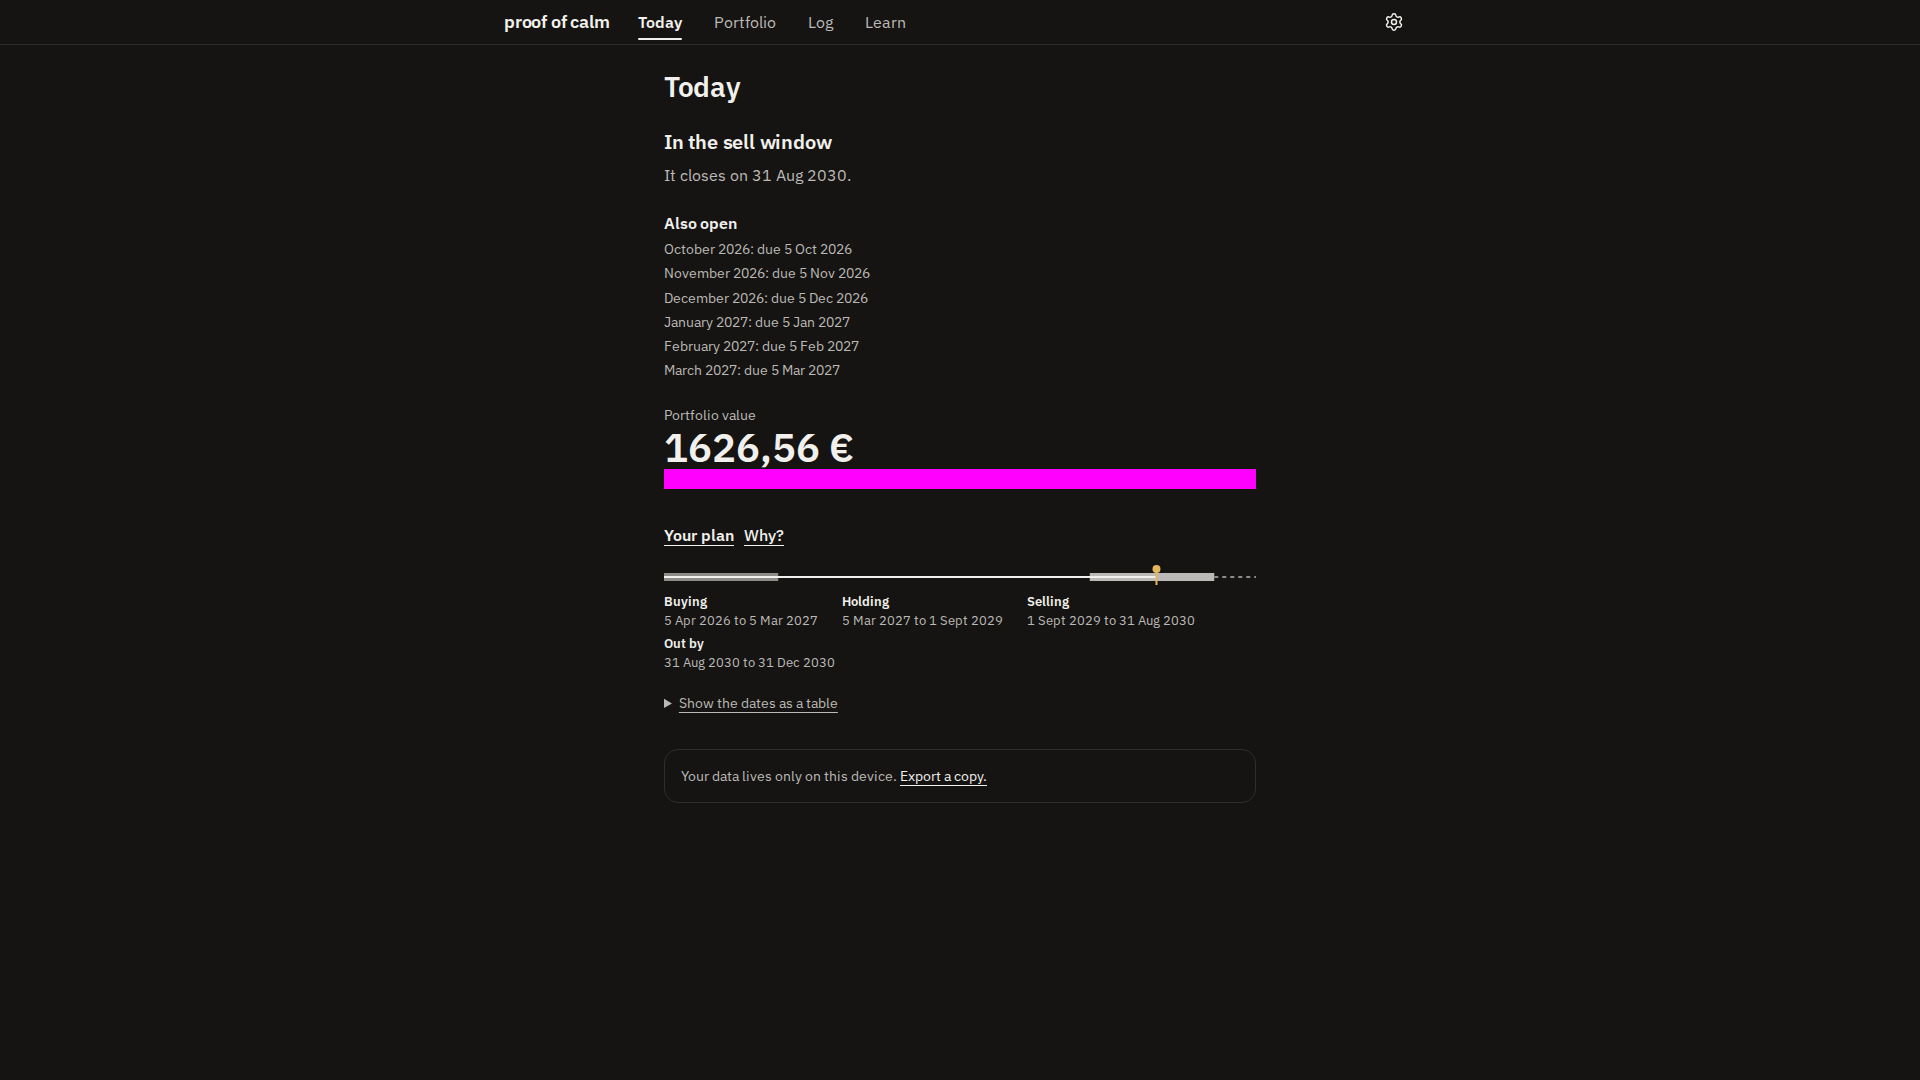 proof of calm Today Portfolio Log Learn
Today
In the sell window
It closes on 31 Aug 2030.
Also open
October 2026: due 5 Oct 2026
November 2026: due 5 Nov 2026
December 2026: due 5 Dec 2026
January 2027: due 5 Jan 2027
February 2027: due 5 Feb 2027
March 2027: due 5 Mar 2027
Portfolio value
1626,56 €
Your plan Why?
Buying Holding Selling
5 Apr 2026 to 5 Mar 2027 5 Mar 2027 to 1 Sept 2029 1 Sept 2029 to 31 Aug 2030
Out by
31 Aug 2030 to 31 Dec 2030
Show the dates as a table
Your data lives only on this device. Export a copy.